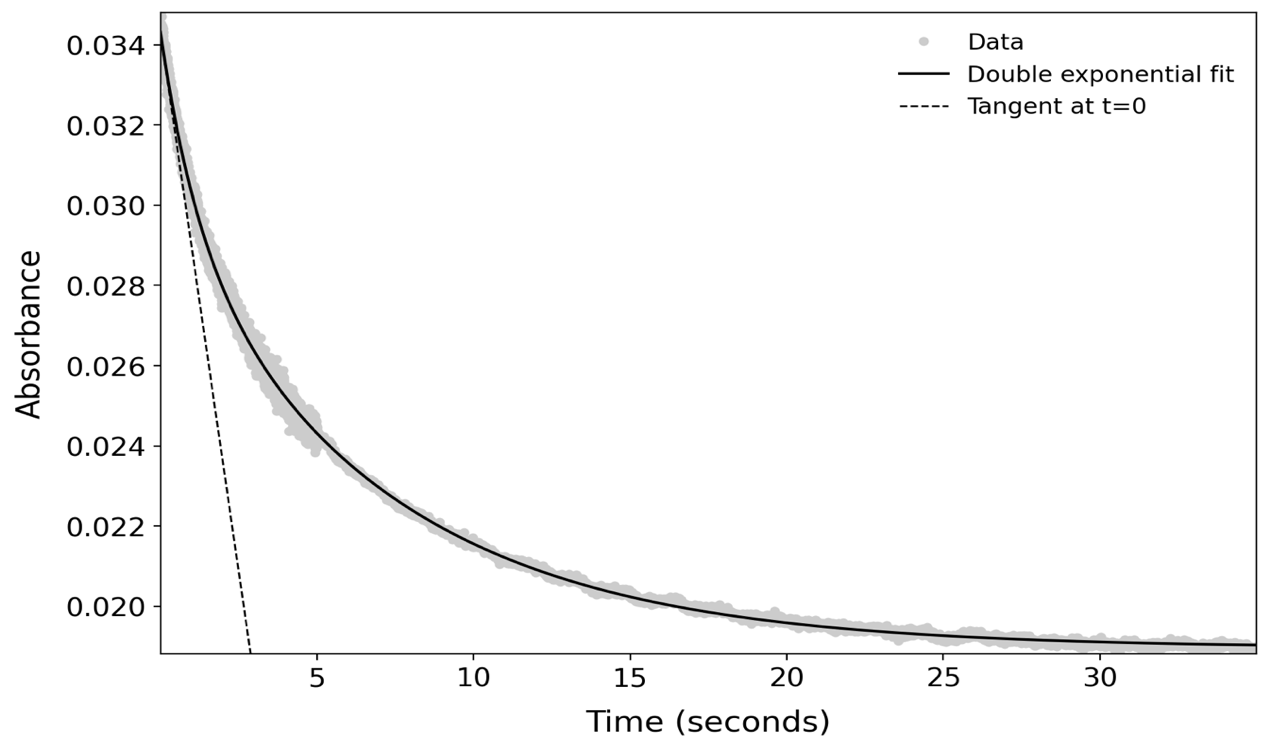 Data
Double exponential fit
Tangent at t=0
0.034
0.032
0.030
0.028
0.026
0.024
0.022
0.020
Absorbance
5 10 15 20 25 30
Time (seconds)